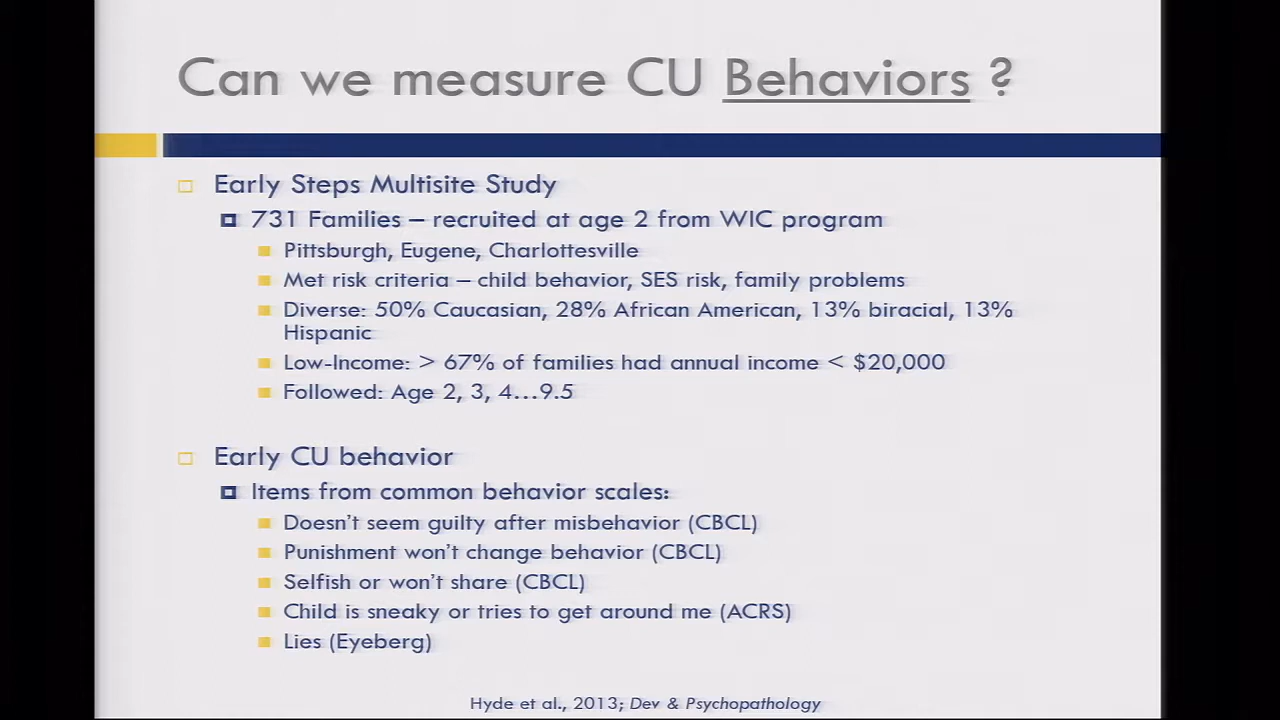 Can we measure CU Behaviors ?
Early Steps Multisite Study
731 Families – recruited at age 2 from WIC program
Pittsburgh, Eugene, Charlottesville
Met risk criteria – child behavior, SES risk, family problems
Diverse: 50% Caucasian, 28% African American, 13% biracial, 13%
Hispanic
Low-Income: > 67% of families had annual income < $20,000
Followed: Age 2, 3, 4…9.5
Early CU behavior
Items from common behavior scales:
Doesn't seem guilty after misbehavior (CBCL)
Punishment won't change behavior (CBCL)
Selfish or won't share (CBCL)
Child is sneaky or tries to get around me (ACRS)
Lies (Eyeberg)
Hyde et al., 2013; Dev & Psychopathology